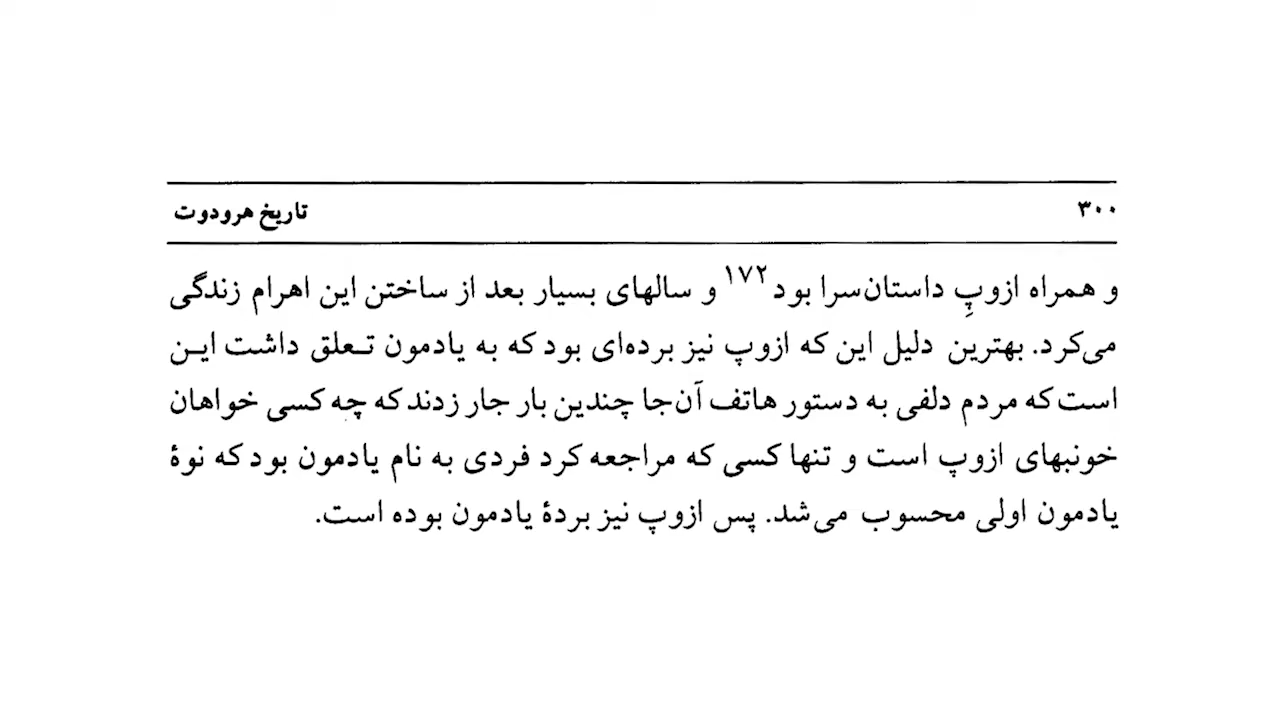 ۳۰۰ تاریخ هرودوت
و همراه ازوپِ داستان‌سرا بود۱۷۲ و سالهای بسیار بعد از ساختن این اهرام زندگی
می‌کرد. بهترین دلیل این که ازوپ نیز برده‌ای بود که به یادمون تـعلق داشت ایـن
است که مردم دلفی به دستور هاتف آن‌جا چندین بار جار زدند که چه کسی خواهان
خونبهای ازوپ است و تنها کسی که مراجعه کرد فردی به نام یادمون بود که نوهٔ
یادمون اولی محسوب می‌شد. پس ازوپ نیز بردهٔ یادمون بوده است.